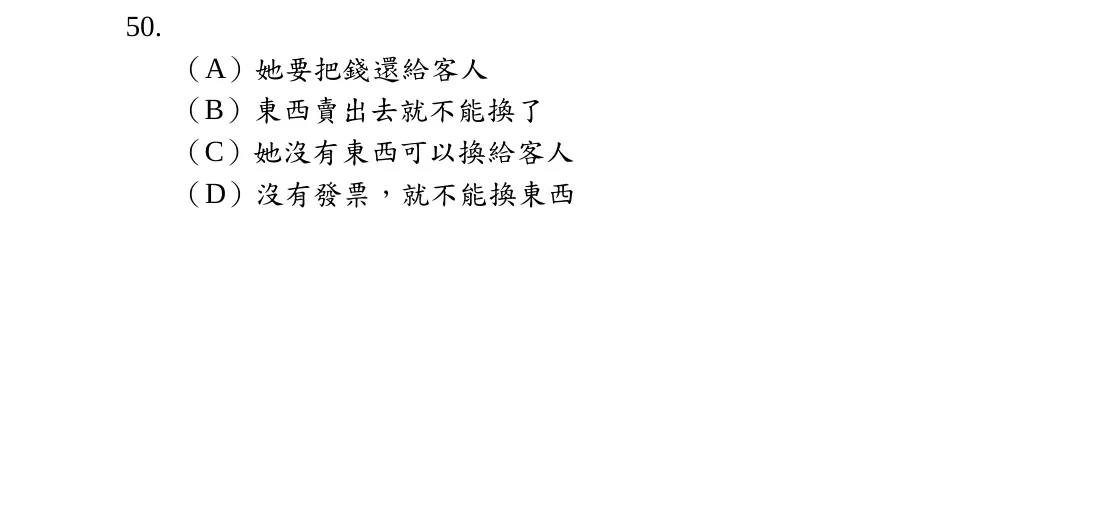 50.
（A）她要把錢還給客人
（B）東西賣出去就不能換了
（C）她沒有東西可以換給客人
（D）沒有發票，就不能換東西